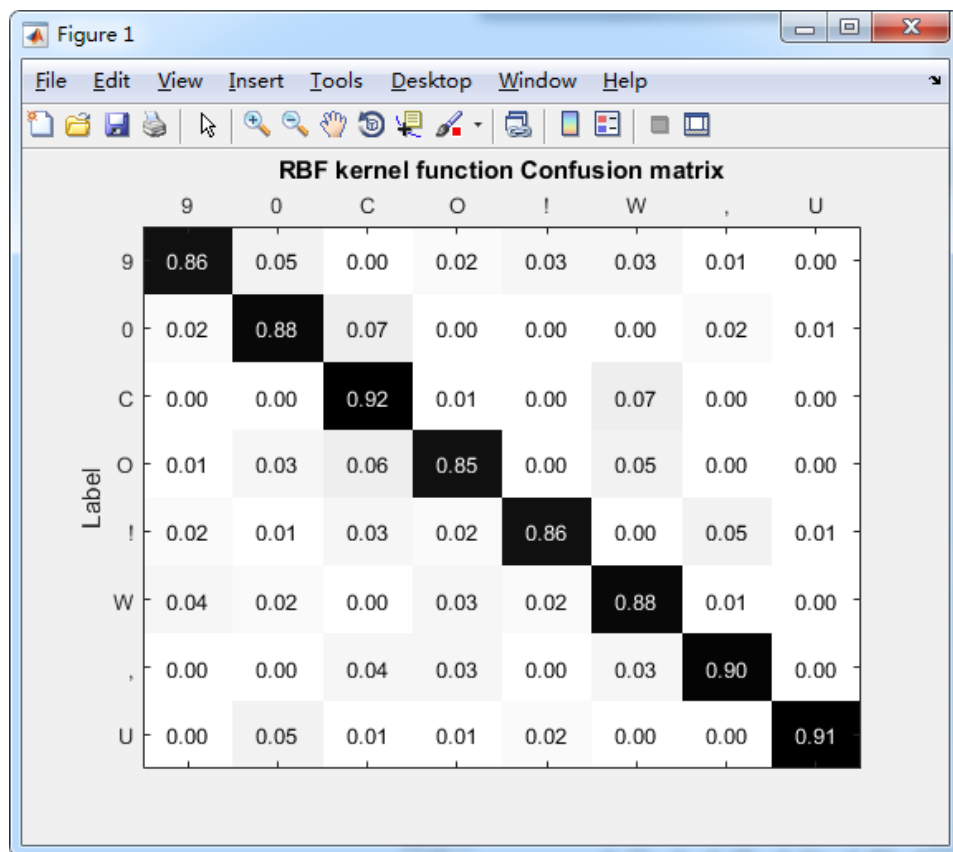 Figure 1
File Edit View Insert Tools Desktop Window Help
RBF kernel function Confusion matrix
9 0 C O ! W , U
Label
9 0.86 0.05 0.00 0.02 0.03 0.03 0.01 0.00
0 0.02 0.88 0.07 0.00 0.00 0.00 0.02 0.01
C 0.00 0.00 0.92 0.01 0.00 0.07 0.00 0.00
O 0.01 0.03 0.06 0.85 0.00 0.05 0.00 0.00
! 0.02 0.01 0.03 0.02 0.86 0.00 0.05 0.01
W 0.04 0.02 0.00 0.03 0.02 0.88 0.01 0.00
, 0.00 0.00 0.04 0.03 0.00 0.03 0.90 0.00
U 0.00 0.05 0.01 0.01 0.02 0.00 0.00 0.91